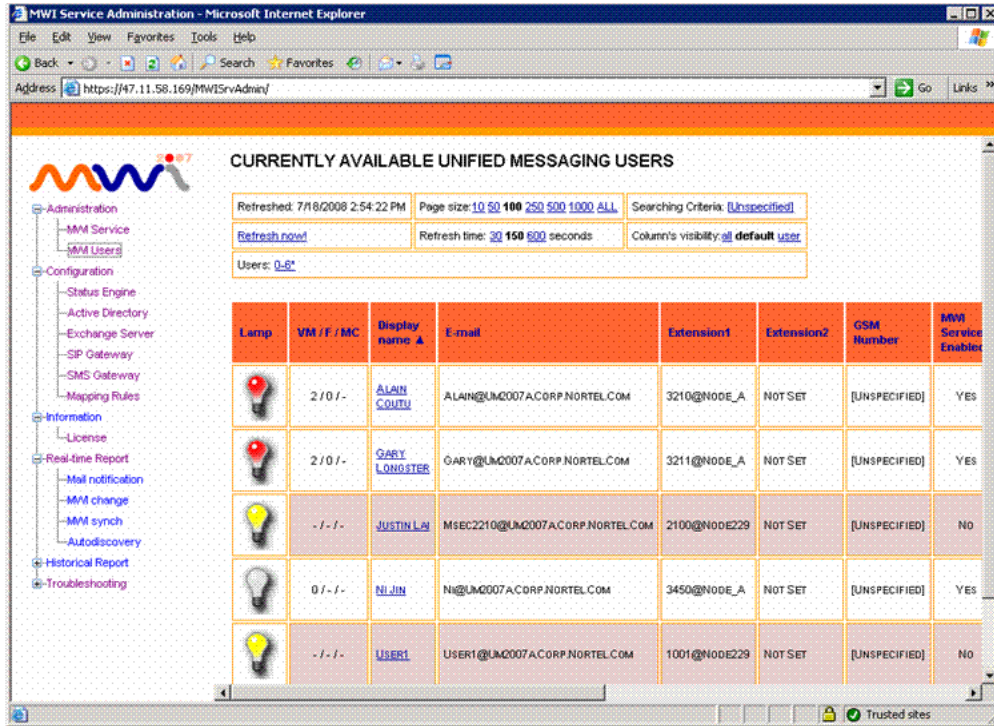 MWI Service Administration - Microsoft Internet Explorer
File Edit View Favorites Tools Help
Back Search Favorites
Address https://47.11.58.169/MWISrvAdmin/ Go Links »
2007
mwi
CURRENTLY AVAILABLE UNIFIED MESSAGING USERS
Refreshed: 7/18/2008 2:54:22 PM Page size: 10 50 100 250 500 1000 ALL Searching Criteria: [Unspecified]
Refresh now! Refresh time: 30 150 600 seconds Column's visibility: all default user
Users: 0-6*
Administration
MWI Service
MWI Users
Configuration
Status Engine
Active Directory
Exchange Server
SIP Gateway
SMS Gateway
Mapping Rules
Information
License
Real-time Report
Mail notification
MWI change
MWI synch
Autodiscovery
Historical Report
Troubleshooting
Lamp VM / F / MC Display name ▲ E-mail Extension1 Extension2 GSM Number MWI Service Enabled
2 / 0 / - ALAIN COUTU ALAIN@UM2007A.CORP.NORTEL.COM 3210@NODE_A NOT SET [UNSPECIFIED] YES
2 / 0 / - GARY LONGSTER GARY@UM2007A.CORP.NORTEL.COM 3211@NODE_A NOT SET [UNSPECIFIED] YES
- / - / - JUSTIN LAI MSEC2210@UM2007A.CORP.NORTEL.COM 2100@NODE229 NOT SET [UNSPECIFIED] NO
0 / - / - NI JIN NI@UM2007A.CORP.NORTEL.COM 3450@NODE_A NOT SET [UNSPECIFIED] YES
- / - / - USER1 USER1@UM2007A.CORP.NORTEL.COM 1001@NODE229 NOT SET [UNSPECIFIED] NO
Trusted sites